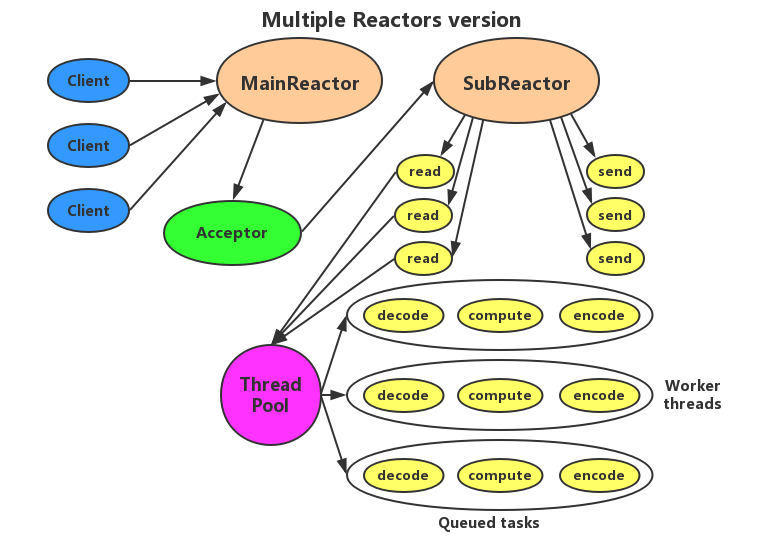 Multiple Reactors version
Client
MainReactor
SubReactor
Client
read
send
Client
Acceptor
read
send
read
send
decode
compute
encode
Thread
Pool
decode
compute
encode
Worker
threads
decode
compute
encode
Queued tasks